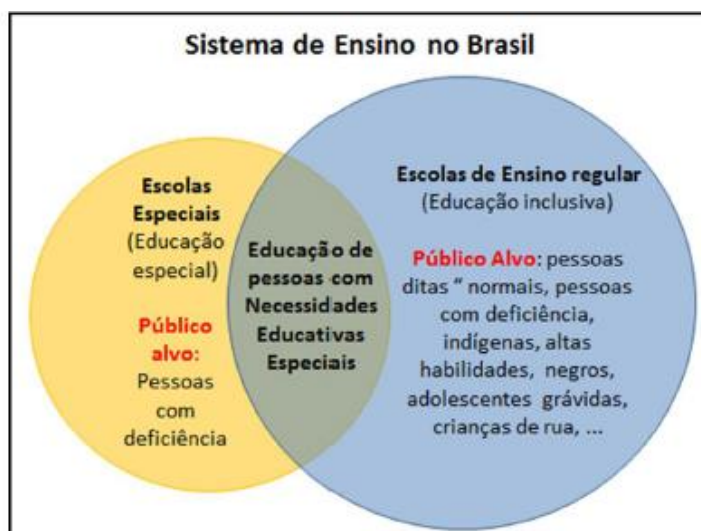 Sistema de Ensino no Brasil
Escolas
Especiais
(Educação
especial)
Público
alvo:
Pessoas
com
deficiência
Educação de
pessoas com
Necessidades
Educativas
Especiais
Escolas de Ensino regular
(Educação inclusiva)
Público Alvo: pessoas
ditas " normais, pessoas
com deficiência,
indígenas, altas
habilidades, negros,
adolescentes grávidas,
crianças de rua, ...